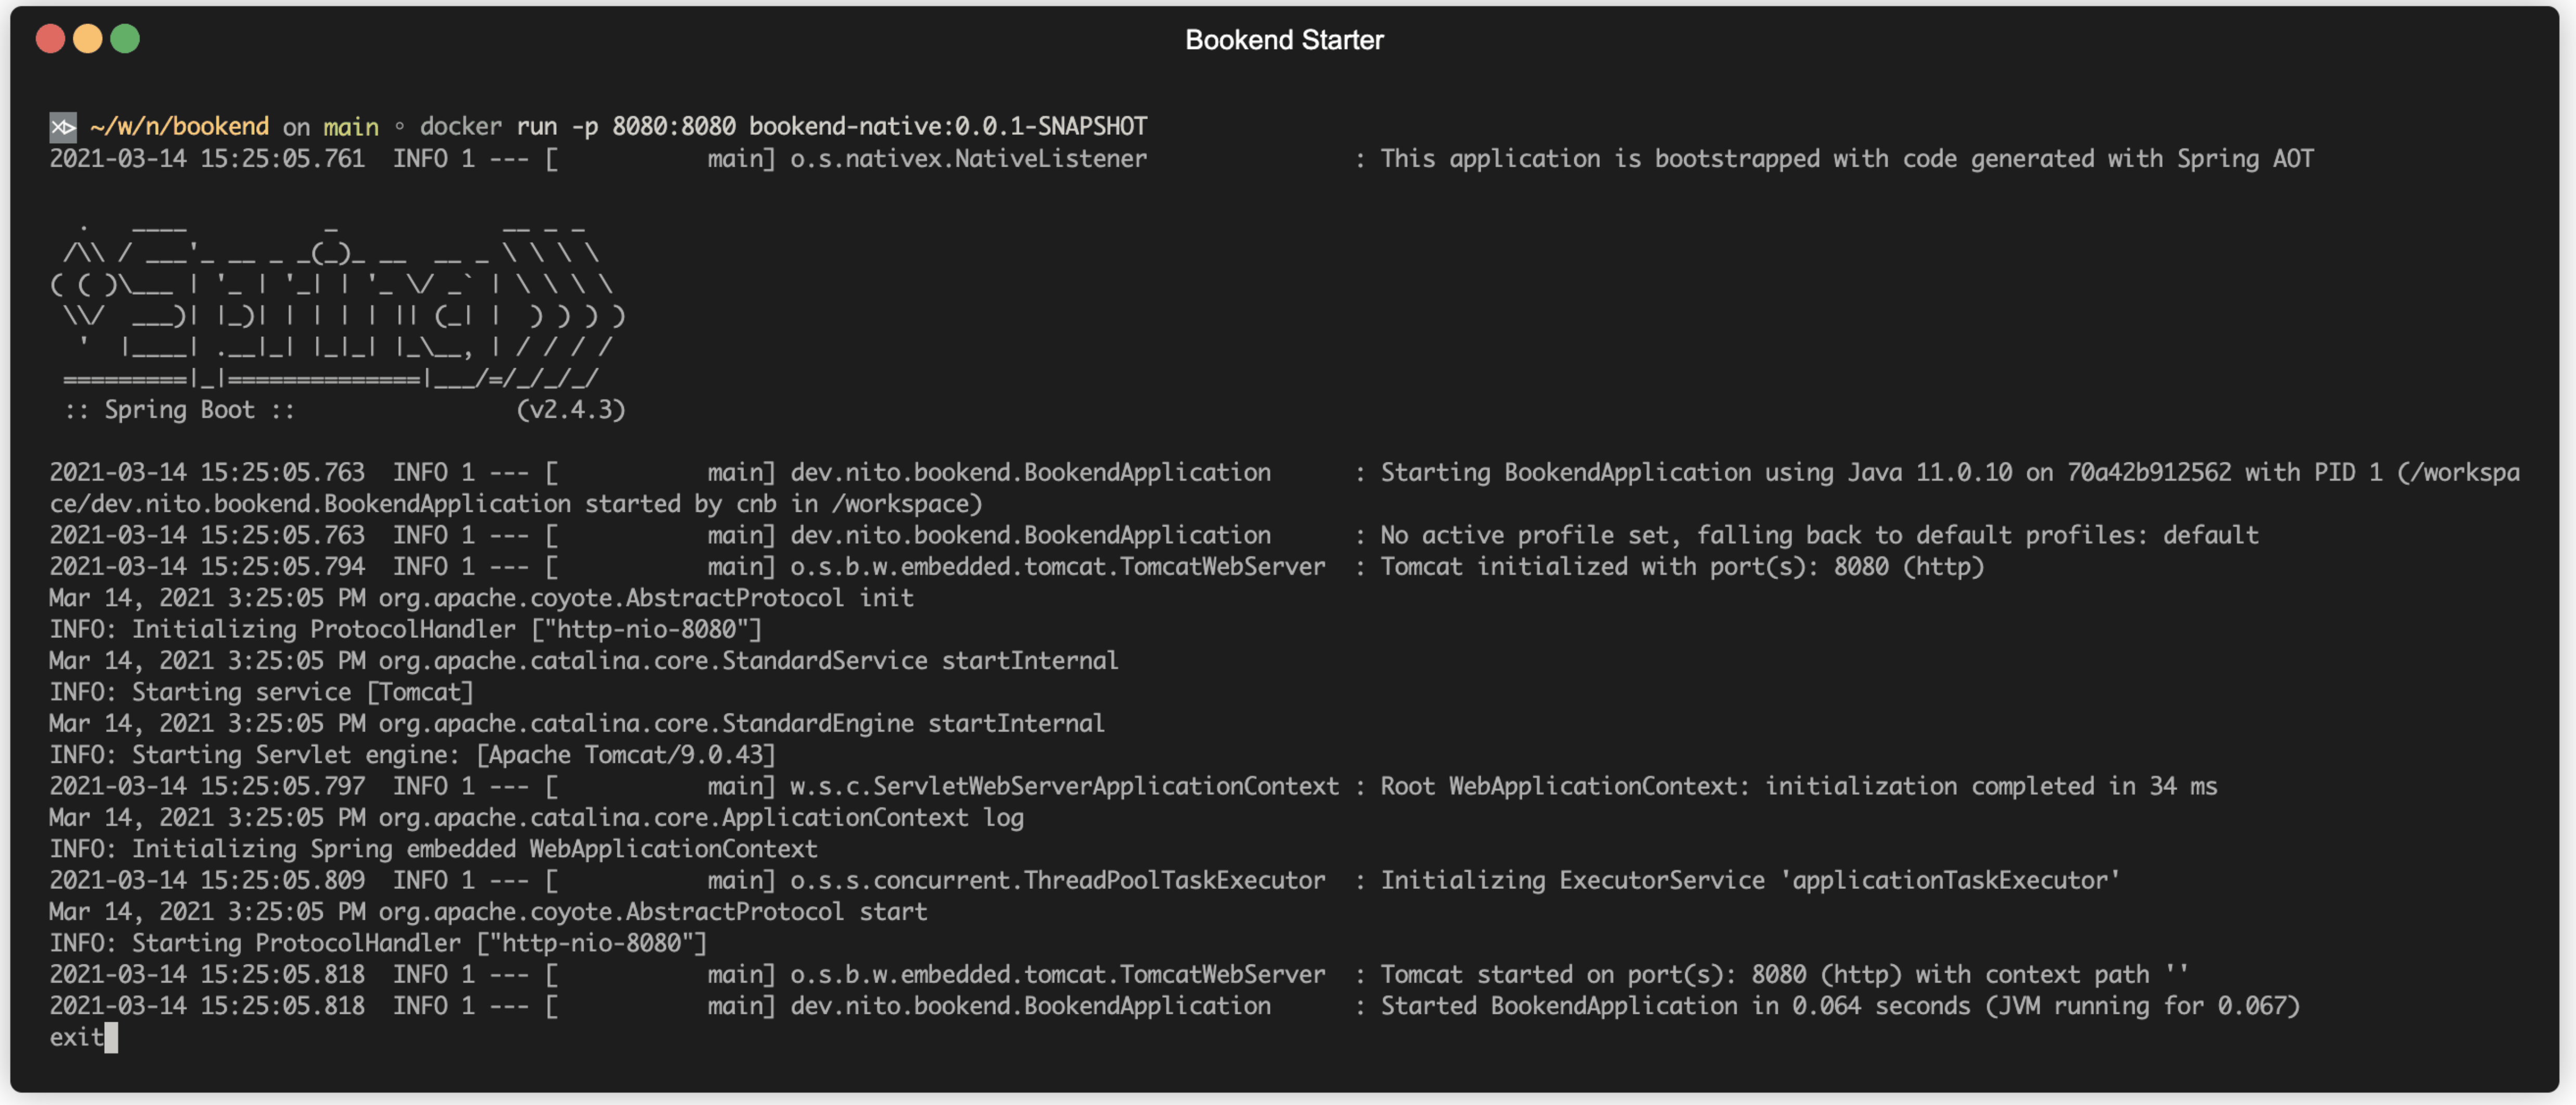 Bookend Starter
~/w/n/bookend on main ◦ docker run -p 8080:8080 bookend-native:0.0.1-SNAPSHOT
2021-03-14 15:25:05.761  INFO 1 --- [           main] o.s.nativex.NativeListener               : This application is bootstrapped with code generated with Spring AOT
  .   ____          _            __ _ _
 /\\ / ___'_ __ _ _(_)_ __  __ _ \ \ \ \
( ( )\___ | '_ | '_| | '_ \/ _` | \ \ \ \
 \\/  ___)| |_)| | | | | || (_| |  ) ) ) )
  '  |____| .__|_| |_|_| |_\__, | / / / /
 =========|_|==============|___/=/_/_/_/
 :: Spring Boot ::                (v2.4.3)
2021-03-14 15:25:05.763  INFO 1 --- [           main] dev.nito.bookend.BookendApplication      : Starting BookendApplication using Java 11.0.10 on 70a42b912562 with PID 1 (/workspa
ce/dev.nito.bookend.BookendApplication started by cnb in /workspace)
2021-03-14 15:25:05.763  INFO 1 --- [           main] dev.nito.bookend.BookendApplication      : No active profile set, falling back to default profiles: default
2021-03-14 15:25:05.794  INFO 1 --- [           main] o.s.b.w.embedded.tomcat.TomcatWebServer  : Tomcat initialized with port(s): 8080 (http)
Mar 14, 2021 3:25:05 PM org.apache.coyote.AbstractProtocol init
INFO: Initializing ProtocolHandler ["http-nio-8080"]
Mar 14, 2021 3:25:05 PM org.apache.catalina.core.StandardService startInternal
INFO: Starting service [Tomcat]
Mar 14, 2021 3:25:05 PM org.apache.catalina.core.StandardEngine startInternal
INFO: Starting Servlet engine: [Apache Tomcat/9.0.43]
2021-03-14 15:25:05.797  INFO 1 --- [           main] w.s.c.ServletWebServerApplicationContext : Root WebApplicationContext: initialization completed in 34 ms
Mar 14, 2021 3:25:05 PM org.apache.catalina.core.ApplicationContext log
INFO: Initializing Spring embedded WebApplicationContext
2021-03-14 15:25:05.809  INFO 1 --- [           main] o.s.s.concurrent.ThreadPoolTaskExecutor  : Initializing ExecutorService 'applicationTaskExecutor'
Mar 14, 2021 3:25:05 PM org.apache.coyote.AbstractProtocol start
INFO: Starting ProtocolHandler ["http-nio-8080"]
2021-03-14 15:25:05.818  INFO 1 --- [           main] o.s.b.w.embedded.tomcat.TomcatWebServer  : Tomcat started on port(s): 8080 (http) with context path ''
2021-03-14 15:25:05.818  INFO 1 --- [           main] dev.nito.bookend.BookendApplication      : Started BookendApplication in 0.064 seconds (JVM running for 0.067)
exit